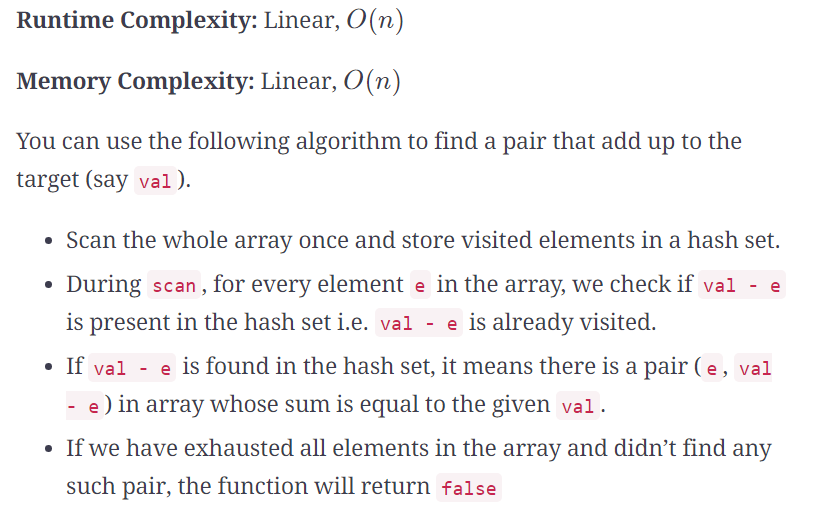 Runtime Complexity: Linear, O(n)
Memory Complexity: Linear, O(n)
You can use the following algorithm to find a pair that add up to the
target (say val ).
• Scan the whole array once and store visited elements in a hash set.
• During scan , for every element e in the array, we check if val - e
is present in the hash set i.e. val - e is already visited.
• If val - e is found in the hash set, it means there is a pair ( e , val
- e ) in array whose sum is equal to the given val .
• If we have exhausted all elements in the array and didn’t find any
such pair, the function will return false